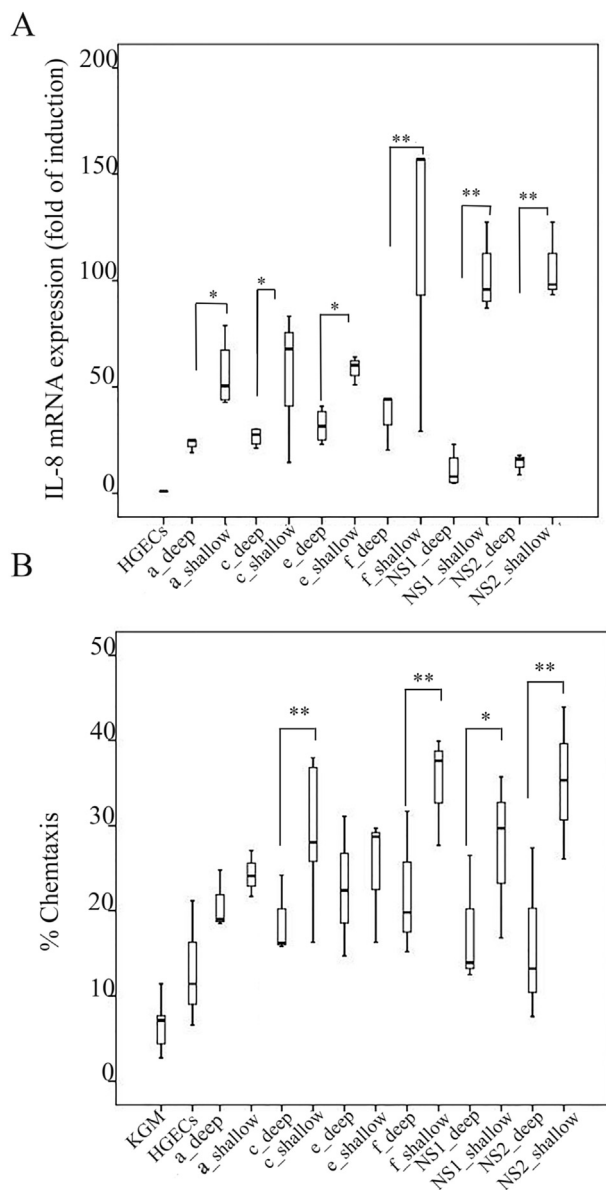 A
IL-8 mRNA expression (fold of induction)
200
150
100
50
0
*
*
*
**
**
**
HGECs
a_deep
a_shallow
c_deep
c_shallow
e_deep
e_shallow
f_deep
f_shallow
NS1_deep
NS1_shallow
NS2_deep
NS2_shallow
B
% Chemtaxis
50
40
30
20
10
0
**
**
*
**
KGM
HGECs
a_deep
a_shallow
c_deep
c_shallow
e_deep
e_shallow
f_deep
f_shallow
NS1_deep
NS1_shallow
NS2_deep
NS2_shallow